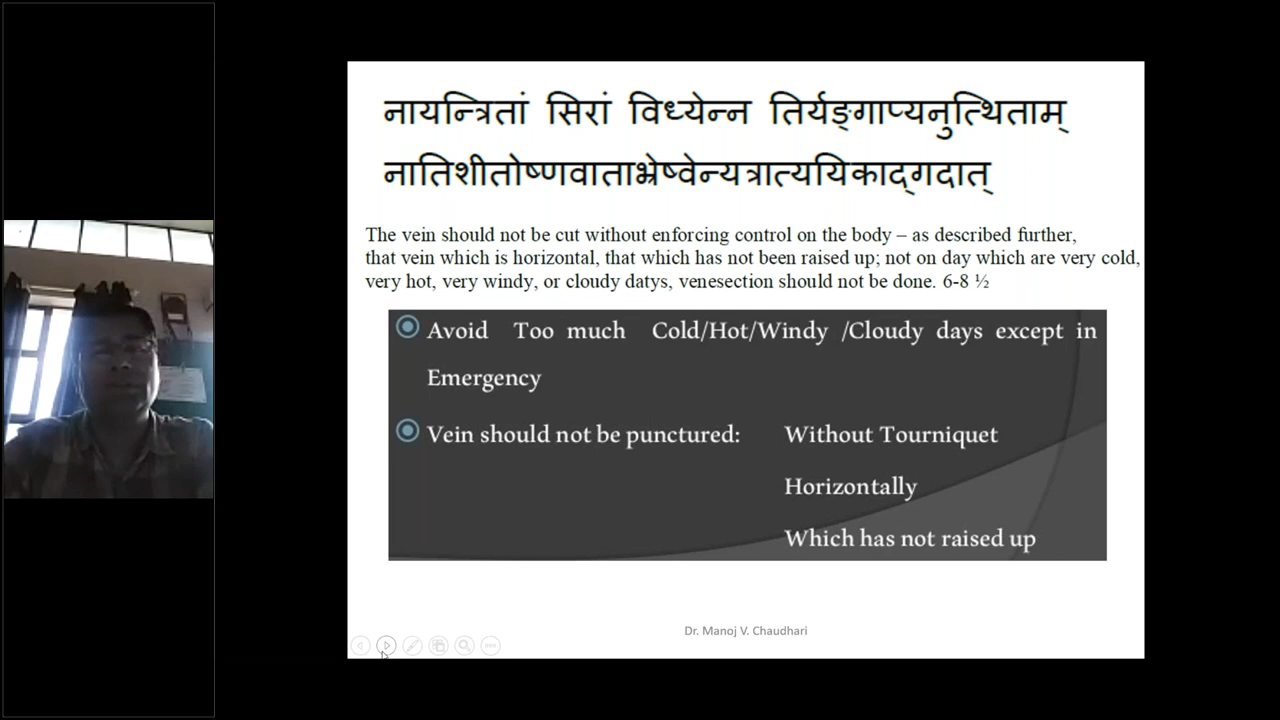 नायन्त्रितां सिरां विध्येन्न तिर्यङ्गाप्यनुत्थिताम्
नातिशीतोष्णवाताभ्रेष्वेन्यत्रात्ययिकाद्गदात्
The vein should not be cut without enforcing control on the body – as described further,
that vein which is horizontal, that which has not been raised up; not on day which are very cold,
very hot, very windy, or cloudy datys, venesection should not be done. 6-8 ½
Avoid Too much Cold/Hot/Windy /Cloudy days except in
Emergency
Vein should not be punctured: Without Tourniquet
Horizontally
Which has not raised up
Dr. Manoj V. Chaudhari